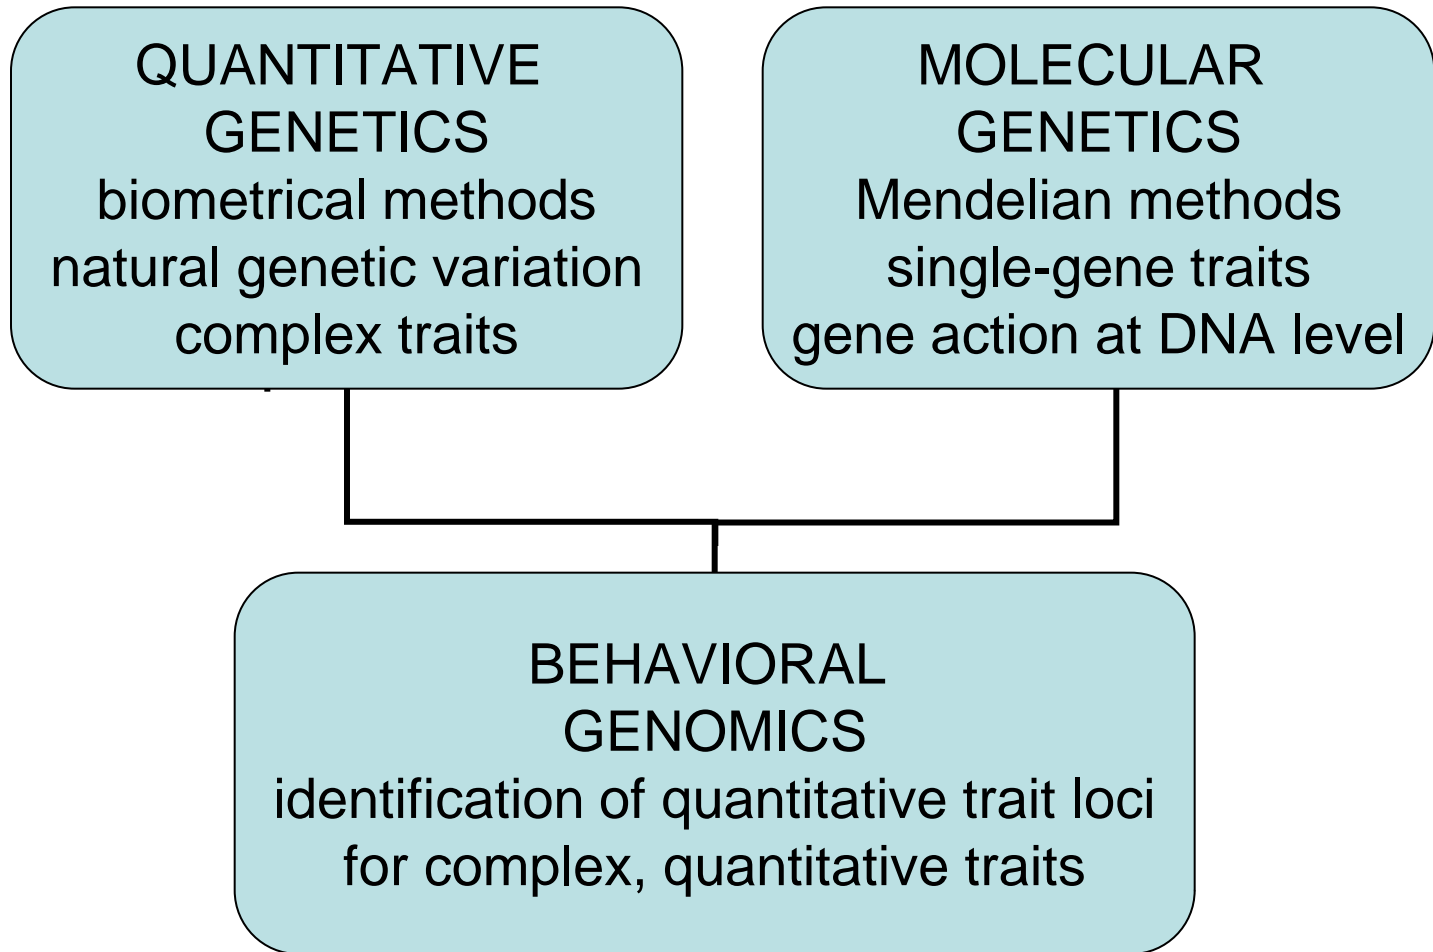 QUANTITATIVE
GENETICS
biometrical methods
natural genetic variation
complex traits
MOLECULAR
GENETICS
Mendelian methods
single-gene traits
gene action at DNA level
BEHAVIORAL
GENOMICS
identification of quantitative trait loci
for complex, quantitative traits